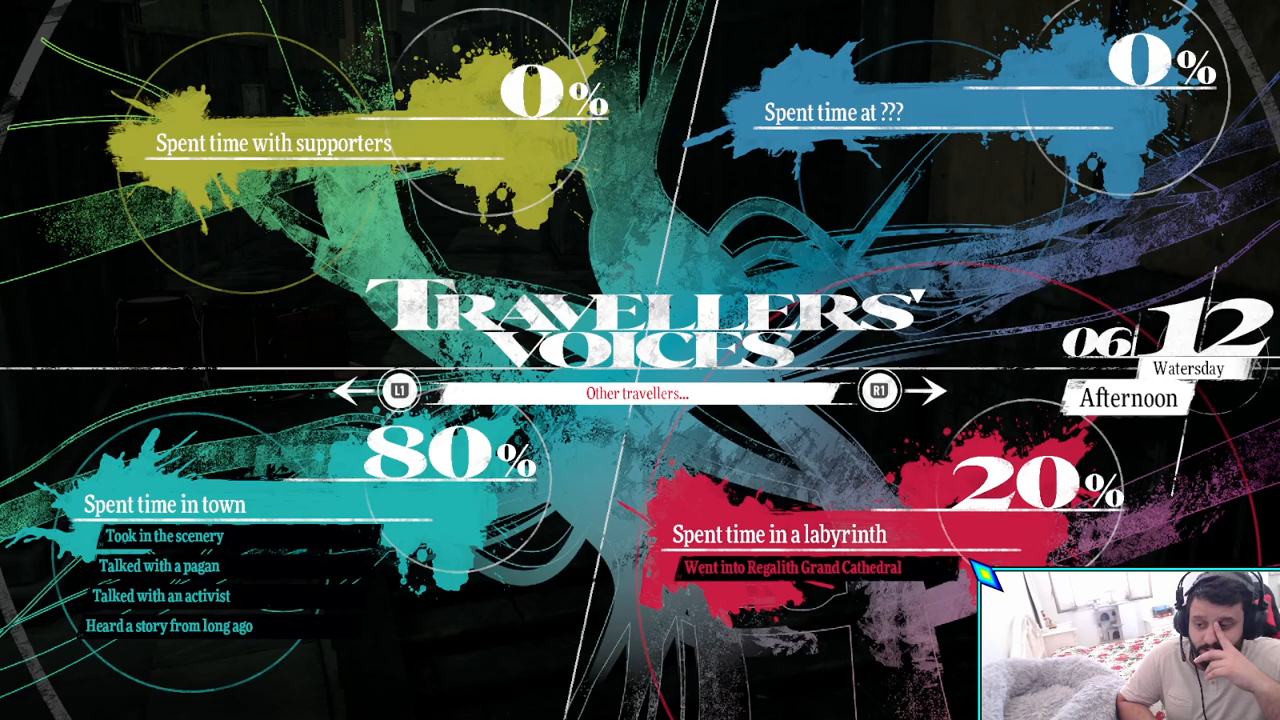 0%
Spent time with supporters
0%
Spent time at ???
TRAVELLERS'
VOICES
L1
Other travellers...
R1
06/12
Watersday
Afternoon
80%
Spent time in town
Took in the scenery
Talked with a pagan
Talked with an activist
Heard a story from long ago
20%
Spent time in a labyrinth
Went into Regalith Grand Cathedral